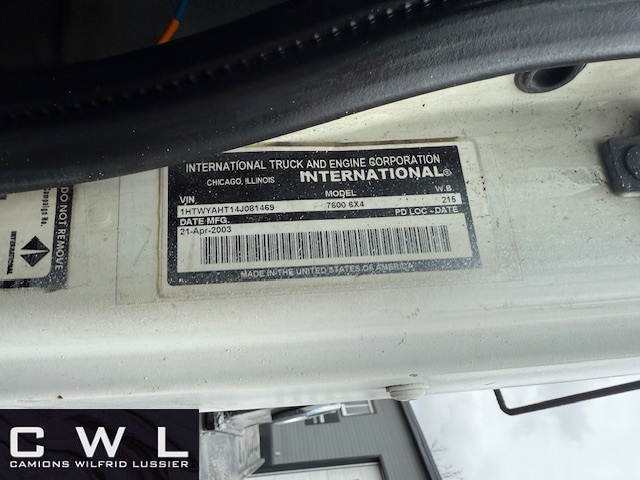 INTERNATIONAL TRUCK AND ENGINE CORPORATION
CHICAGO, ILLINOIS INTERNATIONAL®
VIN MODEL W.B.
1HTWYAHT14J081469 7600 6X4 215
DATE MFG. PD LOC - DATE
21-Apr-2003
MADE IN THE UNITED STATES OF AMERICA
DO NOT REMOVE
INTERNATIONAL
CWL
CAMIONS WILFRID LUSSIER